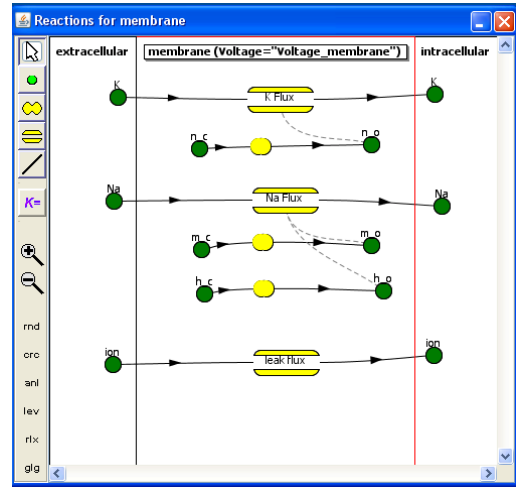 Reactions for membrane
extracellular
membrane (Voltage="Voltage_membrane")
intracellular
K
K Flux
K
n_c
n_o
Na
Na Flux
Na
m_c
m_o
h_c
h_o
ion
leak flux
ion
K=
rnd
crc
anl
lev
rlx
glg